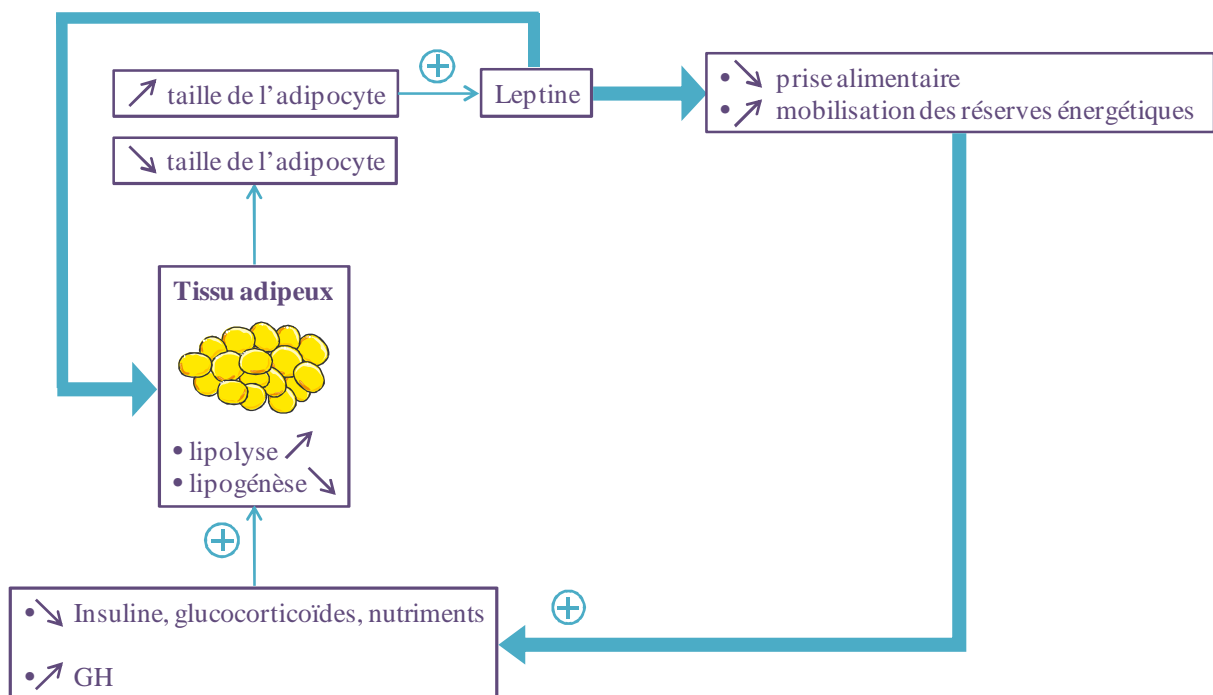 ↗ taille de l’adipocyte
Leptine
• ↘ prise alimentaire
• ↗ mobilisation des réserves énergétiques
↘ taille de l’adipocyte
Tissu adipeux
• lipolyse ↗
• lipogénèse ↘
• ↘ Insuline, glucocorticoïdes, nutriments
• ↗ GH